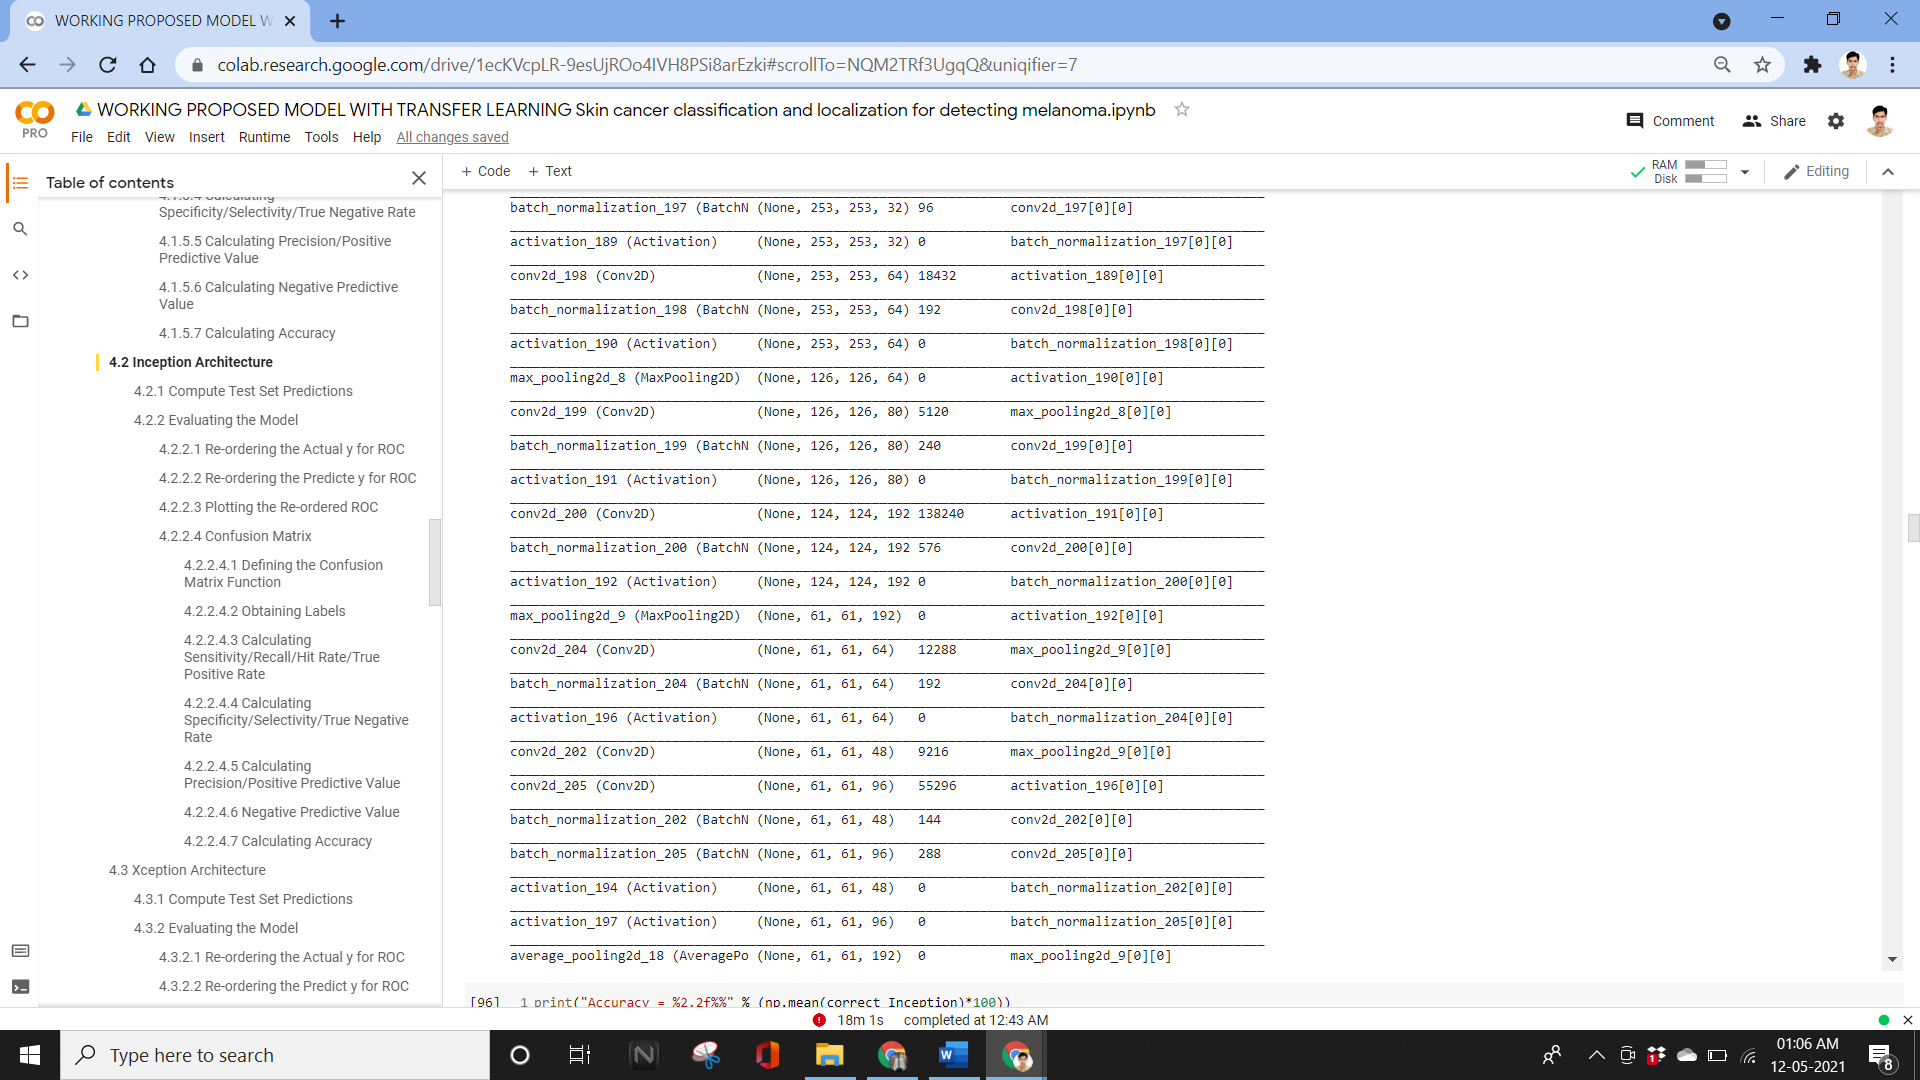 WORKING PROPOSED MODEL W
colab.research.google.com/drive/1ecKVcpLR-9esUjROo4IVH8PSi8arEzki#scrollTo=NQM2TRf3UgqQ&uniqifier=7
CO
PRO
WORKING PROPOSED MODEL WITH TRANSFER LEARNING Skin cancer classification and localization for detecting melanoma.ipynb
File Edit View Insert Runtime Tools Help All changes saved
Comment
Share
Table of contents
4.1.5.4 Calculating
Specificity/Selectivity/True Negative Rate
4.1.5.5 Calculating Precision/Positive
Predictive Value
4.1.5.6 Calculating Negative Predictive
Value
4.1.5.7 Calculating Accuracy
4.2 Inception Architecture
4.2.1 Compute Test Set Predictions
4.2.2 Evaluating the Model
4.2.2.1 Re-ordering the Actual y for ROC
4.2.2.2 Re-ordering the Predicte y for ROC
4.2.2.3 Plotting the Re-ordered ROC
4.2.2.4 Confusion Matrix
4.2.2.4.1 Defining the Confusion
Matrix Function
4.2.2.4.2 Obtaining Labels
4.2.2.4.3 Calculating
Sensitivity/Recall/Hit Rate/True
Positive Rate
4.2.2.4.4 Calculating
Specificity/Selectivity/True Negative
Rate
4.2.2.4.5 Calculating
Precision/Positive Predictive Value
4.2.2.4.6 Negative Predictive Value
4.2.2.4.7 Calculating Accuracy
4.3 Xception Architecture
4.3.1 Compute Test Set Predictions
4.3.2 Evaluating the Model
4.3.2.1 Re-ordering the Actual y for ROC
4.3.2.2 Re-ordering the Predict y for ROC
+ Code + Text
RAM
Disk
Editing
batch_normalization_197 (BatchN (None, 253, 253, 32) 96 conv2d_197[0][0]
activation_189 (Activation) (None, 253, 253, 32) 0 batch_normalization_197[0][0]
conv2d_198 (Conv2D) (None, 253, 253, 64) 18432 activation_189[0][0]
batch_normalization_198 (BatchN (None, 253, 253, 64) 192 conv2d_198[0][0]
activation_190 (Activation) (None, 253, 253, 64) 0 batch_normalization_198[0][0]
max_pooling2d_8 (MaxPooling2D) (None, 126, 126, 64) 0 activation_190[0][0]
conv2d_199 (Conv2D) (None, 126, 126, 80) 5120 max_pooling2d_8[0][0]
batch_normalization_199 (BatchN (None, 126, 126, 80) 240 conv2d_199[0][0]
activation_191 (Activation) (None, 126, 126, 80) 0 batch_normalization_199[0][0]
conv2d_200 (Conv2D) (None, 124, 124, 192 138240 activation_191[0][0]
batch_normalization_200 (BatchN (None, 124, 124, 192 576 conv2d_200[0][0]
activation_192 (Activation) (None, 124, 124, 192 0 batch_normalization_200[0][0]
max_pooling2d_9 (MaxPooling2D) (None, 61, 61, 192) 0 activation_192[0][0]
conv2d_204 (Conv2D) (None, 61, 61, 64) 12288 max_pooling2d_9[0][0]
batch_normalization_204 (BatchN (None, 61, 61, 64) 192 conv2d_204[0][0]
activation_196 (Activation) (None, 61, 61, 64) 0 batch_normalization_204[0][0]
conv2d_202 (Conv2D) (None, 61, 61, 48) 9216 max_pooling2d_9[0][0]
conv2d_205 (Conv2D) (None, 61, 61, 96) 55296 activation_196[0][0]
batch_normalization_202 (BatchN (None, 61, 61, 48) 144 conv2d_202[0][0]
batch_normalization_205 (BatchN (None, 61, 61, 96) 288 conv2d_205[0][0]
activation_194 (Activation) (None, 61, 61, 48) 0 batch_normalization_202[0][0]
activation_197 (Activation) (None, 61, 61, 96) 0 batch_normalization_205[0][0]
average_pooling2d_18 (AveragePo (None, 61, 61, 192) 0 max_pooling2d_9[0][0]
[96] 1 print("Accuracy = %2.2f%%" % (np.mean(correct_Inception)*100))
18m 1s completed at 12:43 AM
Type here to search
01:06 AM
12-05-2021
8